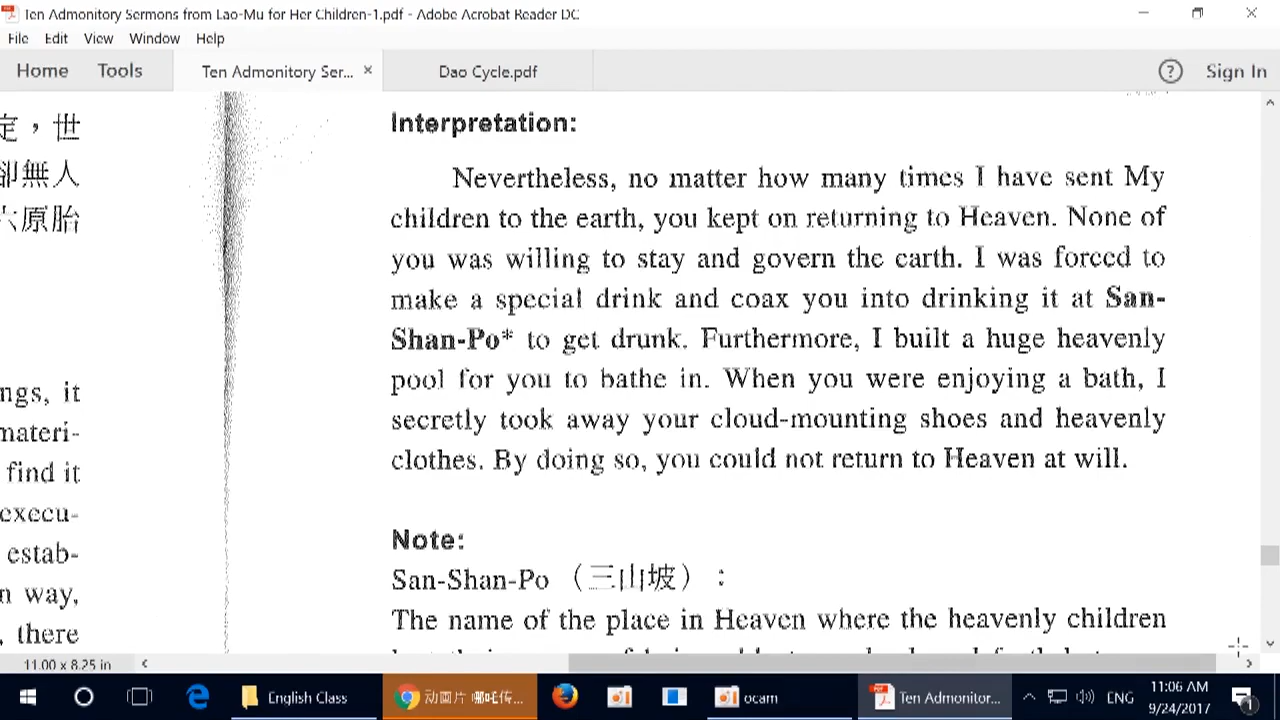 Ten Admonitory Sermons from Lao-Mu for Her Children-1.pdf - Adobe Acrobat Reader DC
File Edit View Window Help
Home Tools Ten Admonitory Ser... × Dao Cycle.pdf ? Sign In
定，世
卻無人
六原胎
ngs, it
materi-
find it
execu-
estab-
n way,
, there
Interpretation:
Nevertheless, no matter how many times I have sent My
children to the earth, you kept on returning to Heaven. None of
you was willing to stay and govern the earth. I was forced to
make a special drink and coax you into drinking it at San-
Shan-Po* to get drunk. Furthermore, I built a huge heavenly
pool for you to bathe in. When you were enjoying a bath, I
secretly took away your cloud-mounting shoes and heavenly
clothes. By doing so, you could not return to Heaven at will.
Note:
San-Shan-Po （三山坡）：
The name of the place in Heaven where the heavenly children
11.00 x 8.25 in
English Class 动画片 哪吒传... ocam Ten Admonitor... ENG 11:06 AM
9/24/2017 1